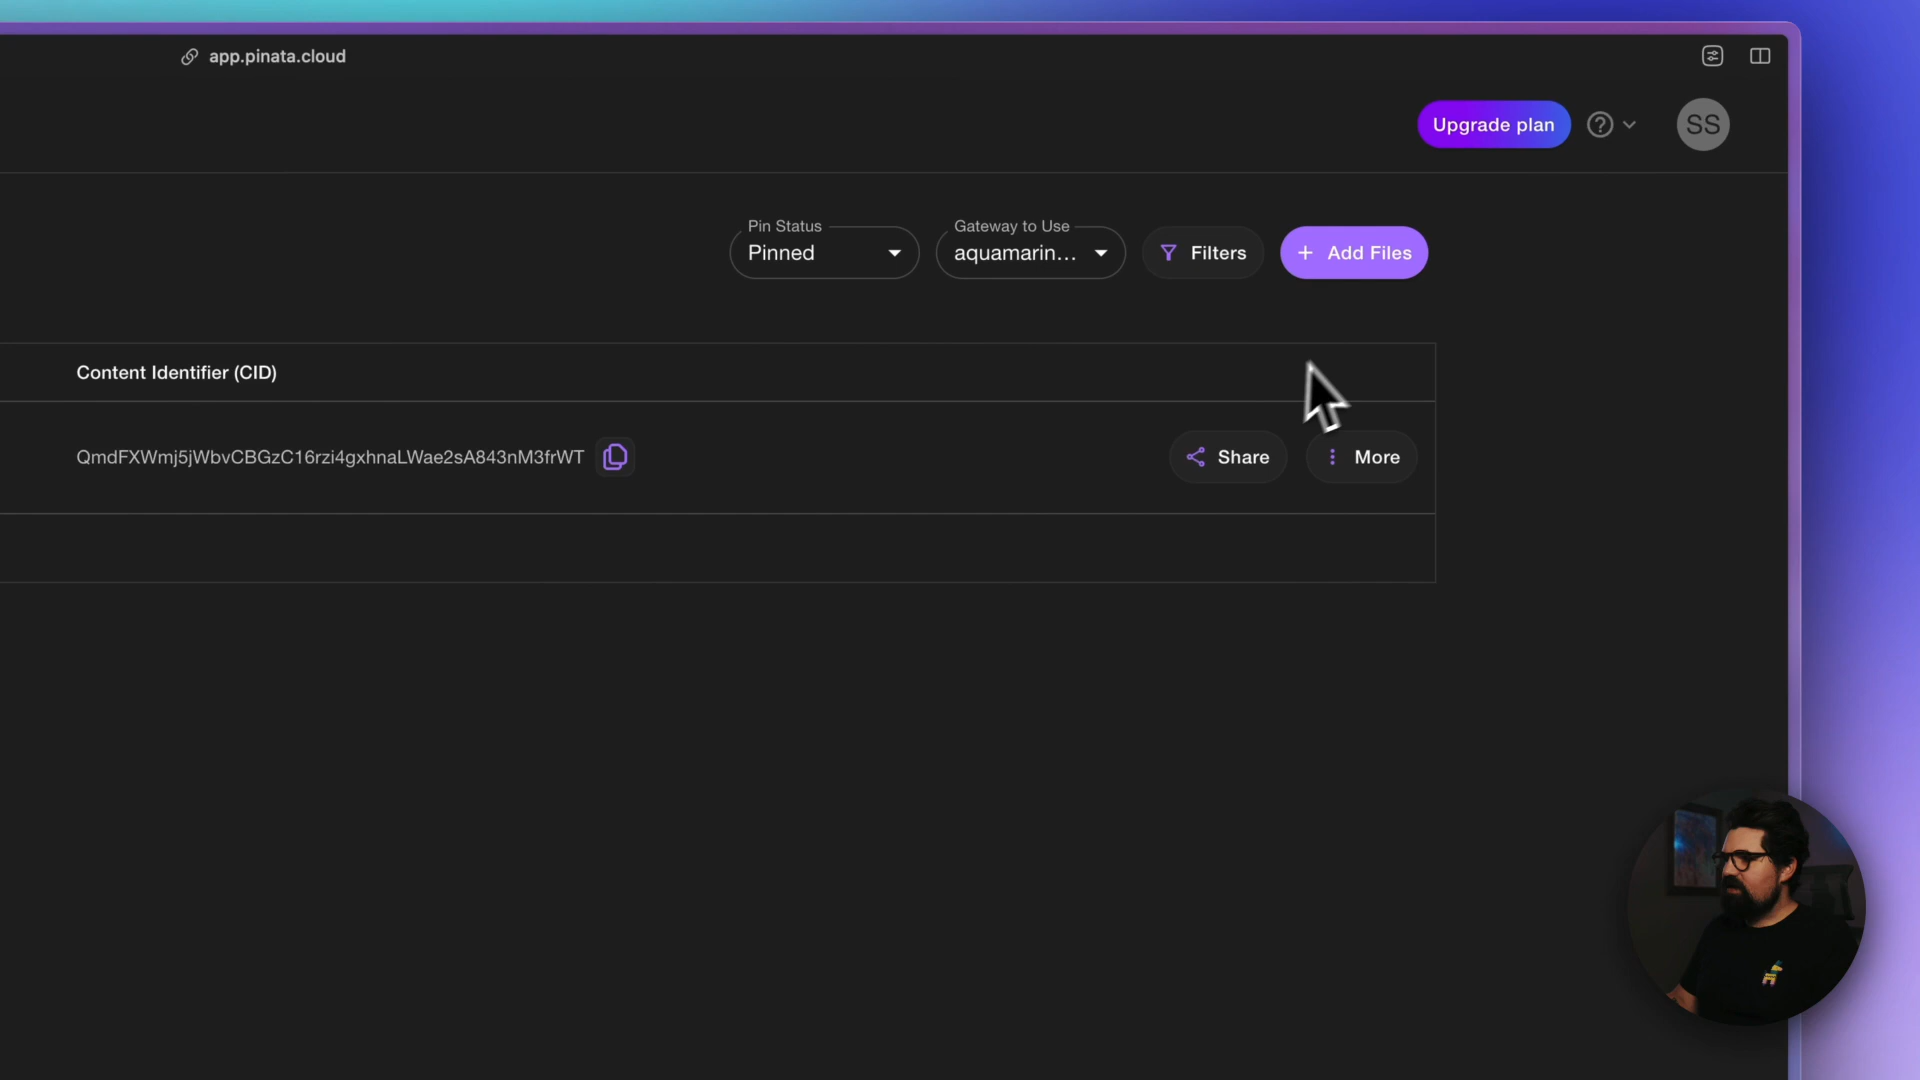 app.pinata.cloud
Upgrade plan
SS
Pin Status
Pinned
Gateway to Use
aquamarin...
Filters
+ Add Files
Content Identifier (CID)
QmdFXWmj5jWbvCBGzC16rzi4gxhnaLWae2sA843nM3frWT
Share
More